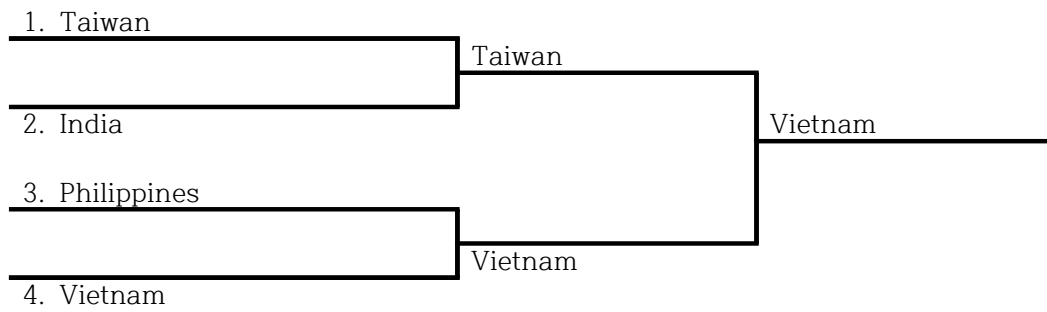 1. Taiwan
Taiwan
2. India
Vietnam
3. Philippines
Vietnam
4. Vietnam